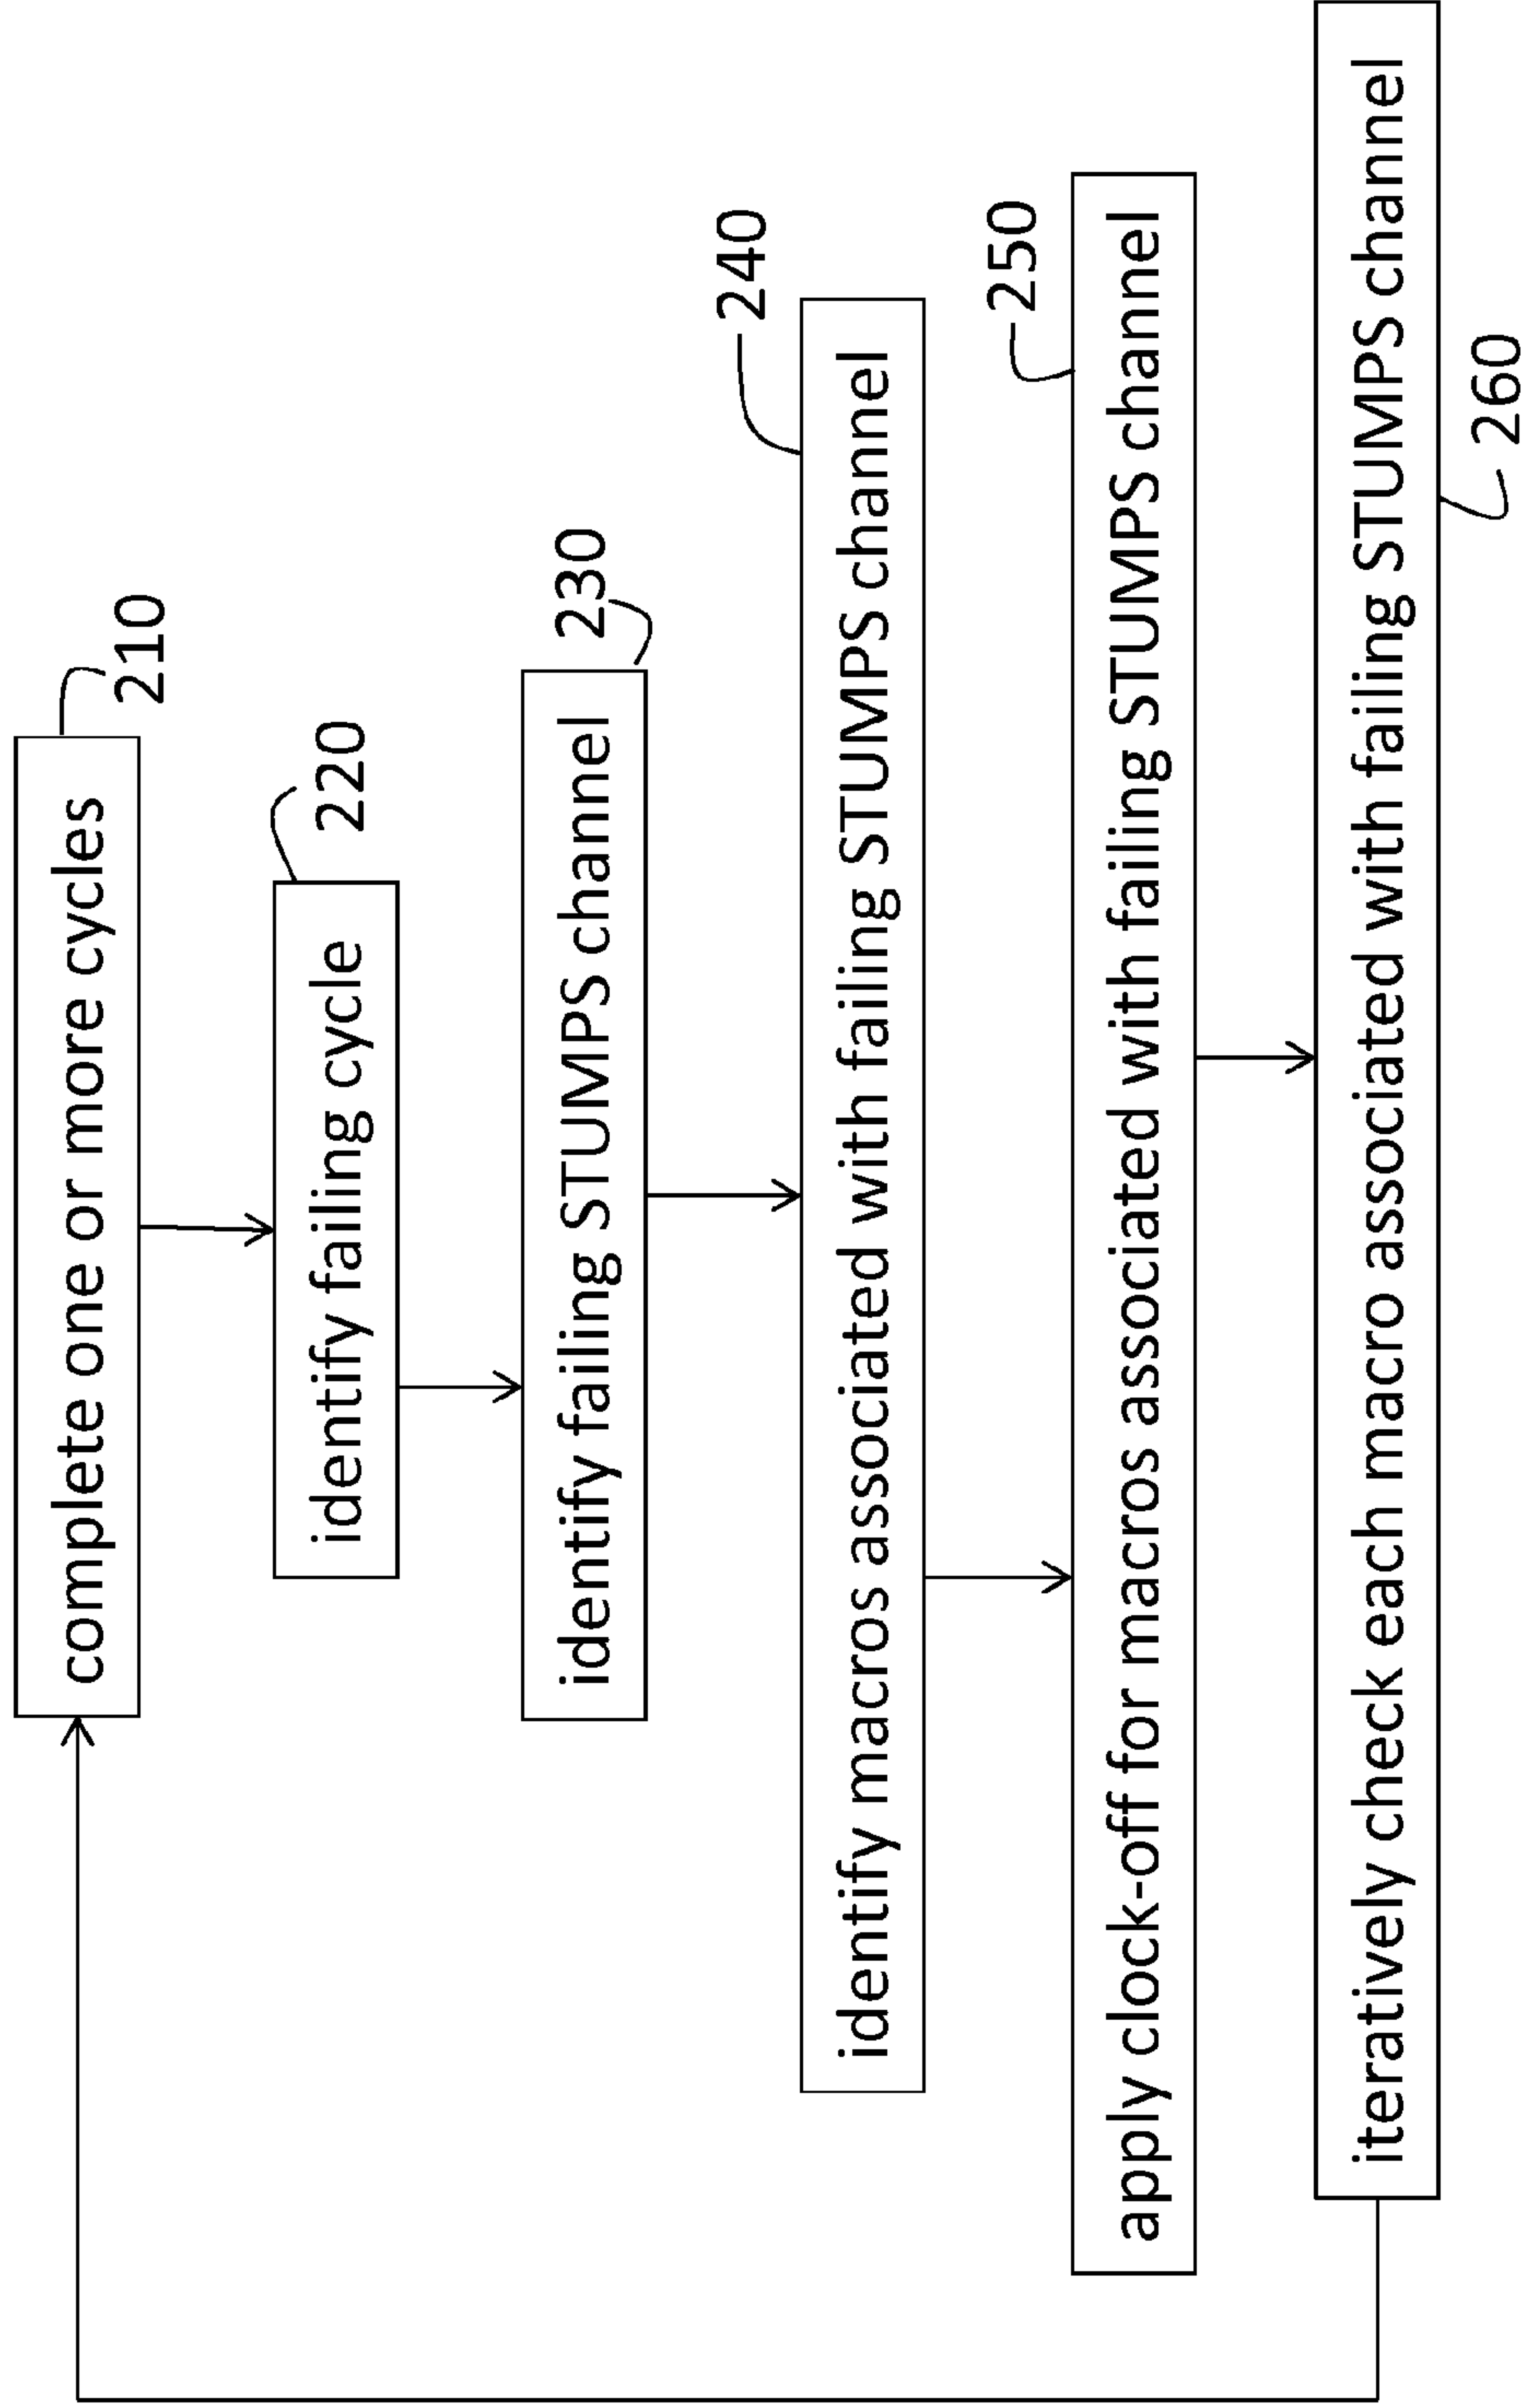 complete one or more cycles
210
identify failing cycle
220
identify failing STUMPS channel
230
identify macros associated with failing STUMPS channel
240
apply clock-off for macros associated with failing STUMPS channel
250
iteratively check each macro associated with failing STUMPS channel
260